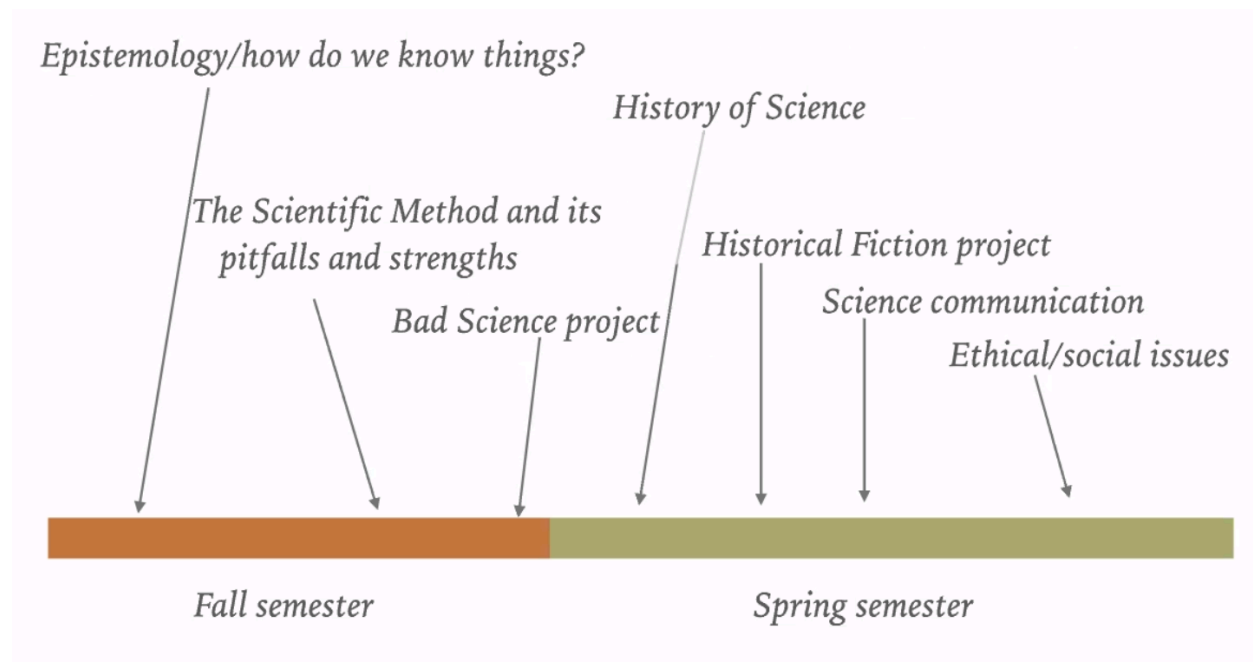 Epistemology/how do we know things?
History of Science
The Scientific Method and its
pitfalls and strengths
Historical Fiction project
Science communication
Bad Science project
Ethical/social issues
Fall semester
Spring semester